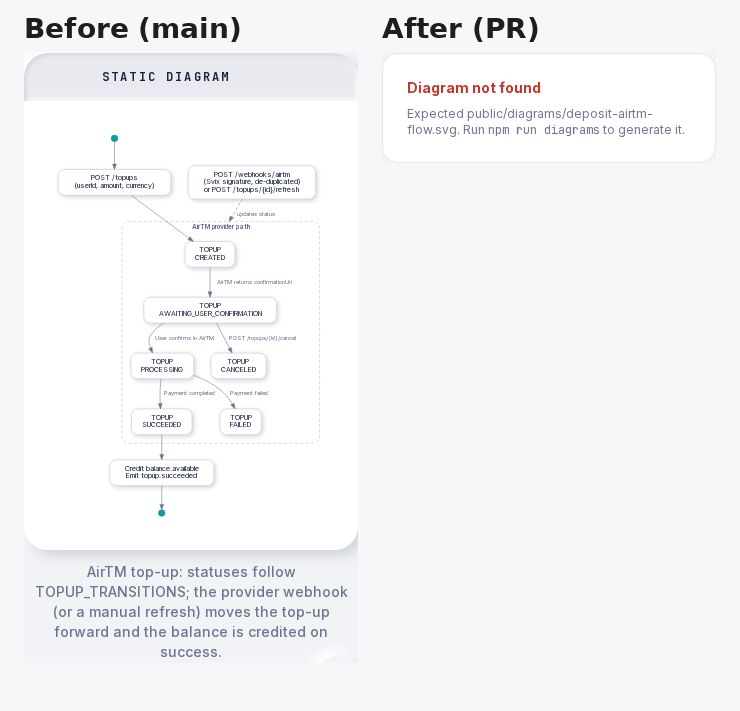 Before (main)
After (PR)
STATIC DIAGRAM
POST /topups
(userId, amount, currency)
POST /webhooks/airtm
(Svix signature, de-duplicated)
or POST /topups/{id}/refresh
updates status
AirTM provider path
TOPUP
CREATED
AirTM returns confirmationUri
TOPUP
AWAITING_USER_CONFIRMATION
User confirms in AirTM
POST /topups/{id}/cancel
TOPUP
PROCESSING
TOPUP
CANCELED
Payment completed
Payment failed
TOPUP
SUCCEEDED
TOPUP
FAILED
Credit balance.available
Emit topup.succeeded
AirTM top-up: statuses follow
TOPUP_TRANSITIONS; the provider webhook
(or a manual refresh) moves the top-up
forward and the balance is credited on
success.
Diagram not found
Expected public/diagrams/deposit-airtm-
flow.svg. Run npm run diagrams to generate it.